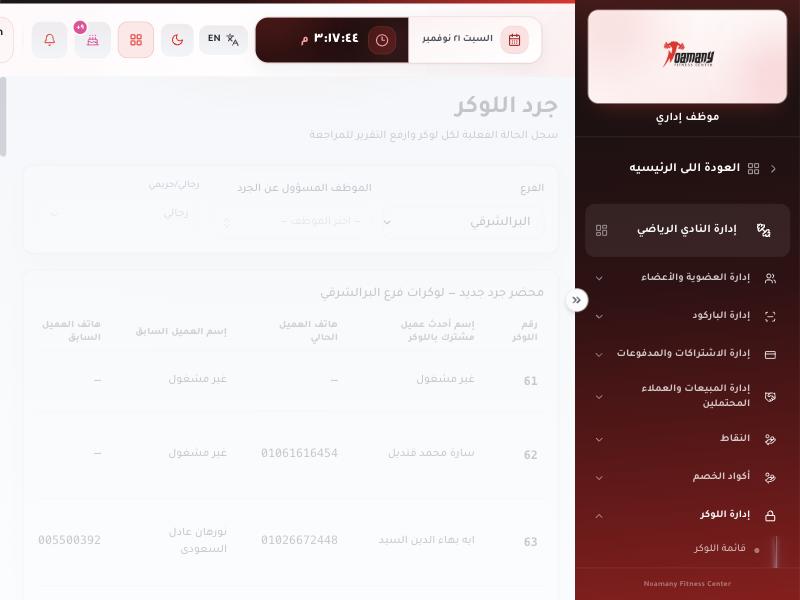 Noamany
FITNESS CENTER
موظف إداري
العودة اللى الرئيسيه
إدارة النادي الرياضي
إدارة العضوية والأعضاء
إدارة الباركود
إدارة الاشتراكات والمدفوعات
إدارة المبيعات والعملاء
المحتملين
النقاط
أكواد الخصم
إدارة اللوكر
قائمة اللوكر
Noamany Fitness Center
السبت ٢١ نوفمبر
٣:١٧:٤٤ م
EN
٩+
جرد اللوكر
سجل الحالة الفعلية لكل لوكر وارفع التقرير للمراجعة
الفرع
الموظف المسؤول عن الجرد
رجالي/حريمي
البرالشرقي
— اختر الموظف —
رجالي
محضر جرد جديد — لوكرات فرع البرالشرقي
رقم اللوكر
إسم أحدث عميل مشترك باللوكر
هاتف العميل الحالي
إسم العميل السابق
هاتف العميل السابق
61 غير مشغول — غير مشغول —
62 سارة محمد قنديل 01061616454 غير مشغول —
63 ايه بهاء الدين السيد 01026672448 نورهان عادل السعودى 005500392